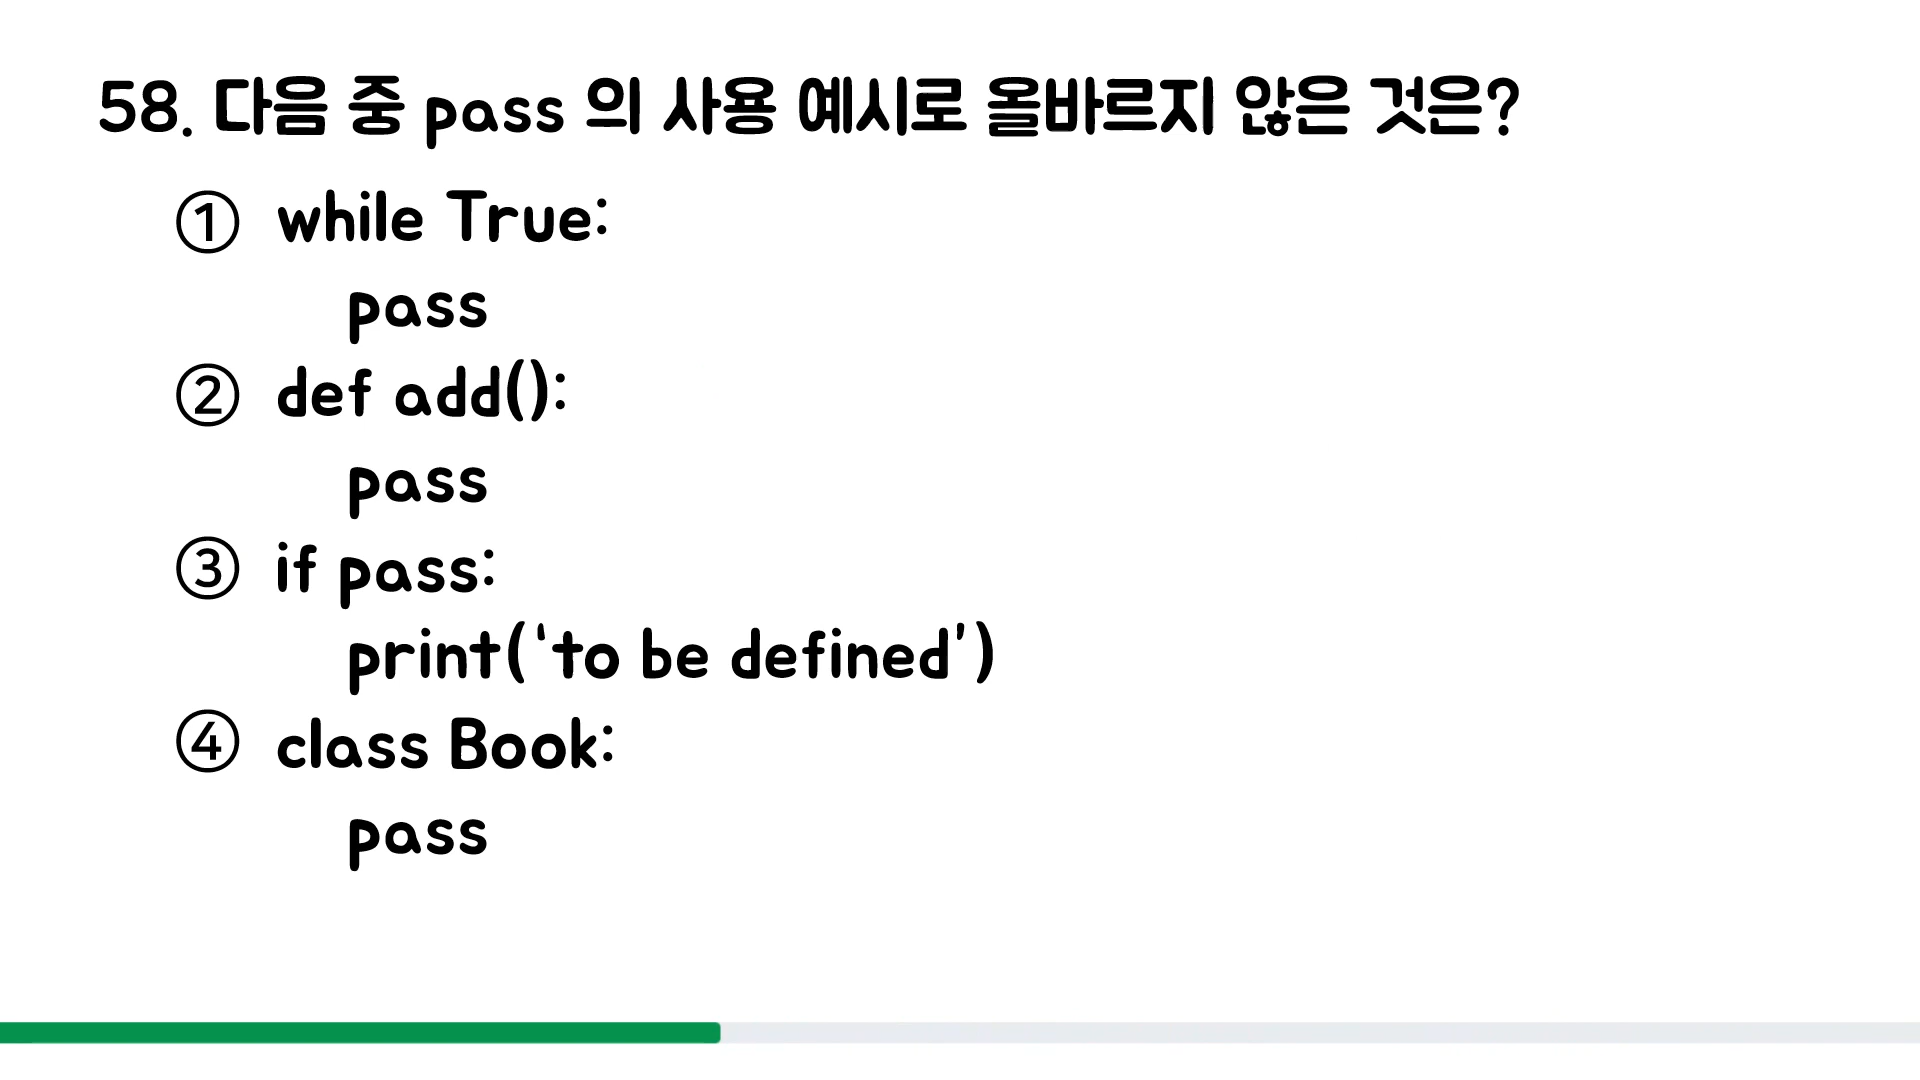 58. 다음 중 pass 의 사용 예시로 올바르지 않은 것은?
① while True:
pass
② def add():
pass
③ if pass:
print(‘to be defined’)
④ class Book:
pass